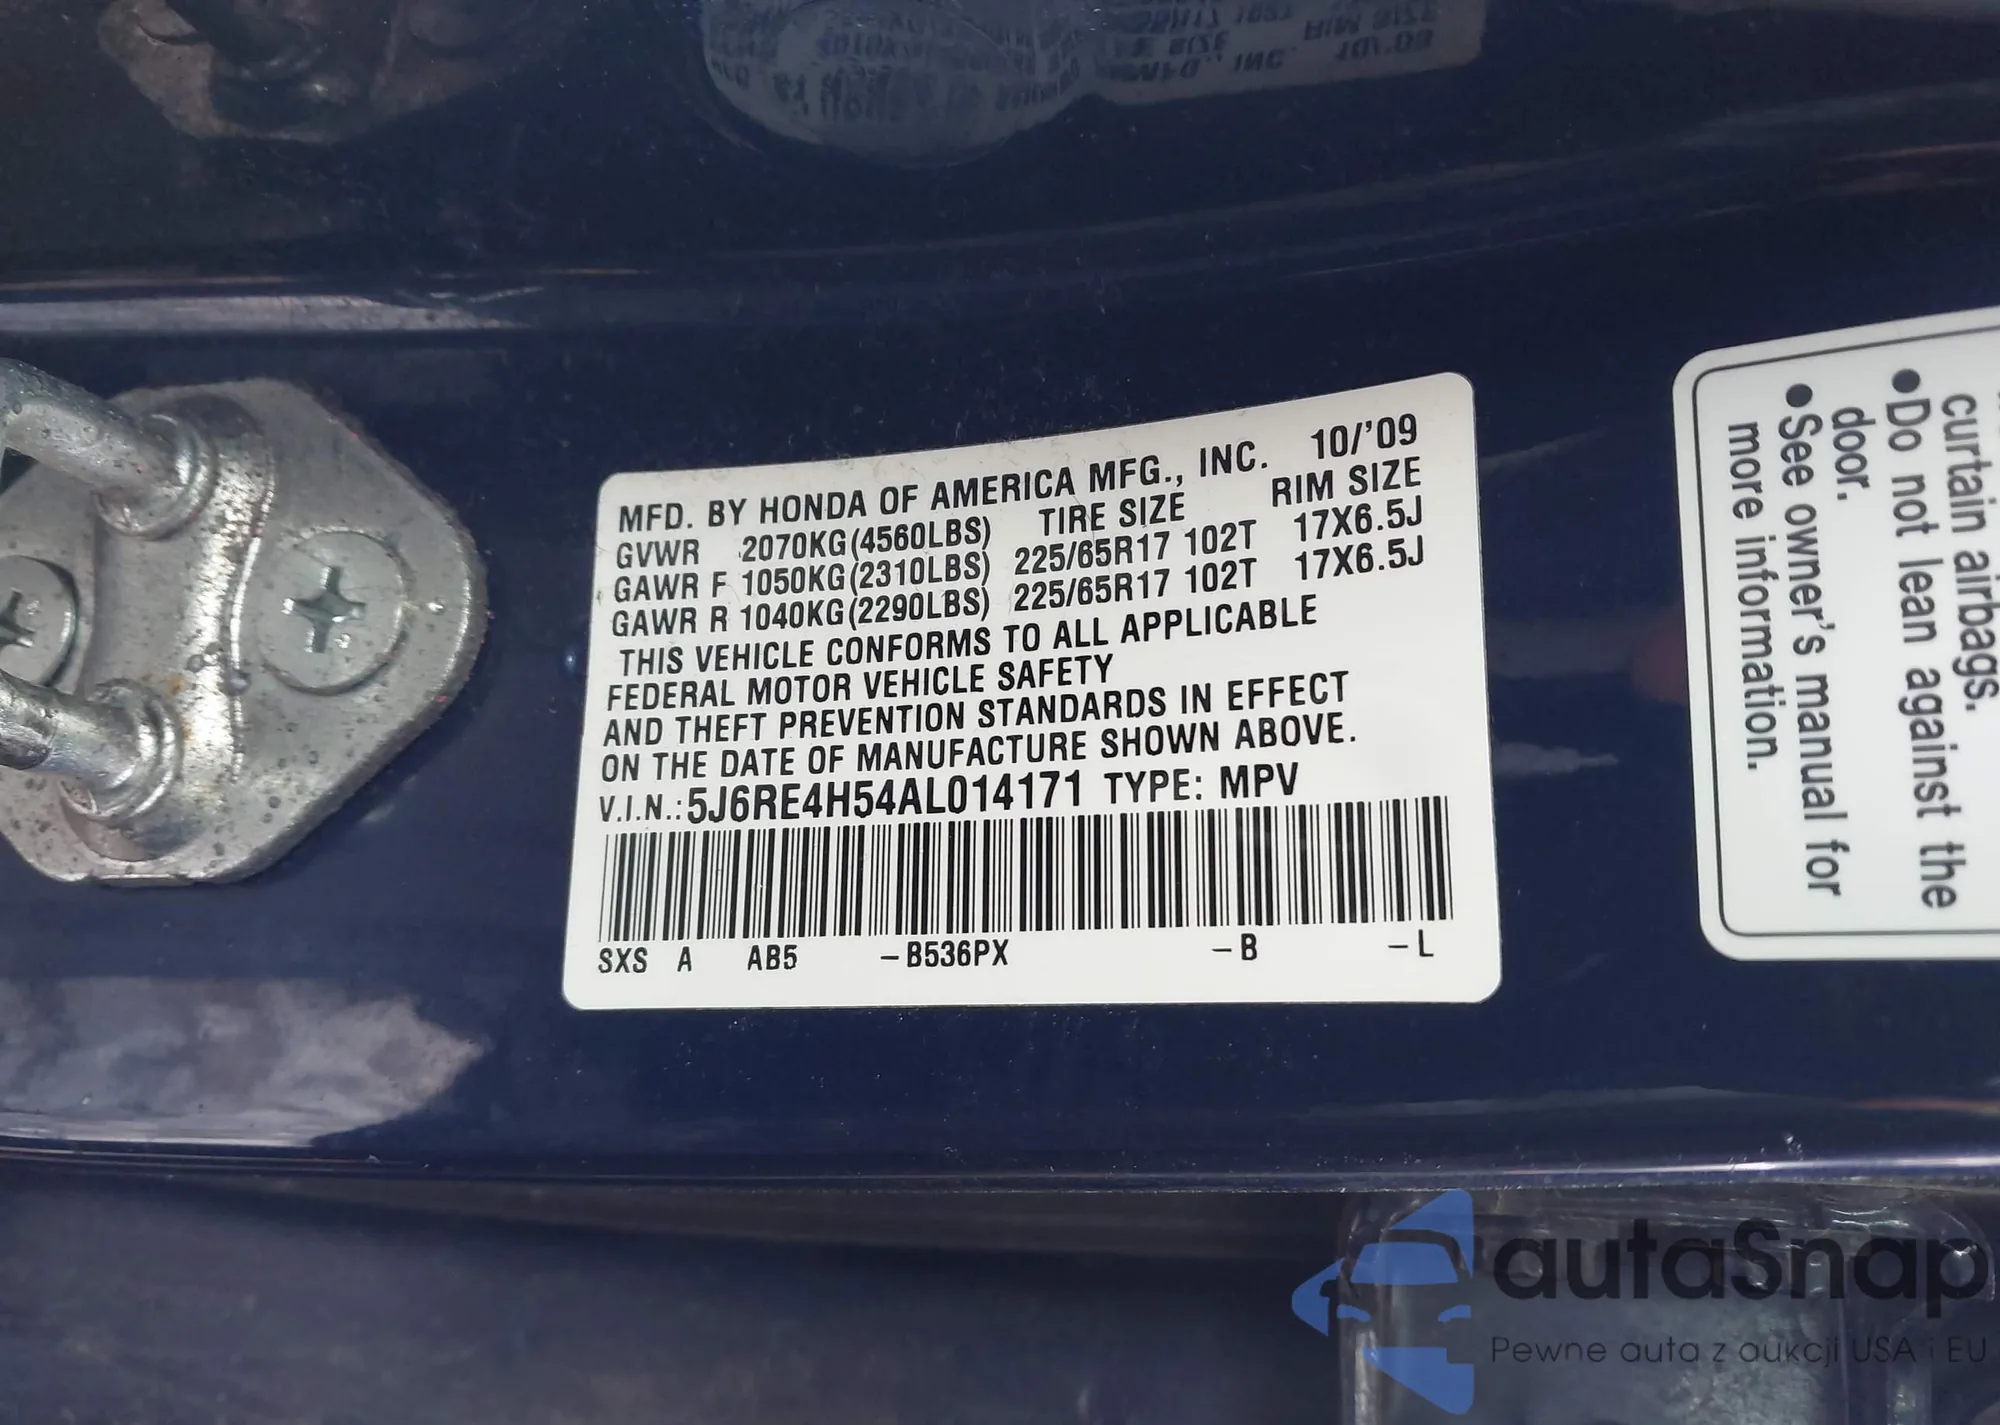 MFD. BY HONDA OF AMERICA MFG., INC. 10/'09
GVWR 2070KG(4560LBS) TIRE SIZE RIM SIZE
GAWR F 1050KG(2310LBS) 225/65R17 102T 17X6.5J
GAWR R 1040KG(2290LBS) 225/65R17 102T 17X6.5J
THIS VEHICLE CONFORMS TO ALL APPLICABLE
FEDERAL MOTOR VEHICLE SAFETY
AND THEFT PREVENTION STANDARDS IN EFFECT
ON THE DATE OF MANUFACTURE SHOWN ABOVE.
V.I.N.:5J6RE4H54AL014171 TYPE: MPV
SXS A AB5 –B536PX –B –L
curtain airbags.
●Do not lean against the
door.
●See owner's manual for
more information.
autaSnap
Pewne auta z aukcji USA i EU